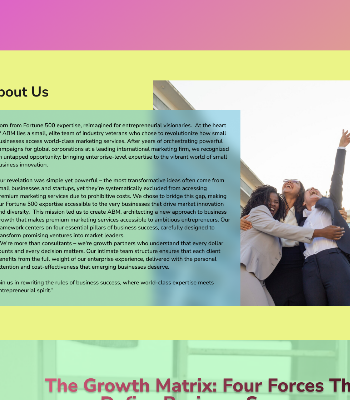 bout Us
orn from Fortune 500 expertise, reimagined for entrepreneurial visionaries. At the heart
f ABM lies a small, elite team of industry veterans who chose to revolutionize how small
usinesses access world-class marketing services. After years of orchestrating powerful
mpaigns for global corporations at a leading international marketing firm, we recognized
n untapped opportunity: bringing enterprise-level expertise to the vibrant world of small
usiness innovation.
ur revelation was simple yet powerful – the most transformative ideas often come from
mall businesses and startups, yet they're systematically excluded from accessing
remium marketing services due to prohibitive costs. We chose to bridge this gap, making
ur Fortune 500 expertise accessible to the very businesses that drive market innovation
nd diversity. This mission led us to create ABM, architecting a new approach to business
rowth that makes premium marketing services accessible to ambitious entrepreneurs. Our
amework centers on four essential pillars of business success, carefully designed to
ansform promising ventures into market leaders.
We're more than consultants – we're growth partners who understand that every dollar
ounts and every decision matters. Our intimate team structure ensures that each client
enefits from the full weight of our enterprise experience, delivered with the personal
ttention and cost-effectiveness that emerging businesses deserve.
oin us in rewriting the rules of business success, where world-class expertise meets
ntrepreneurial spirit."
The Growth Matrix: Four Forces Th